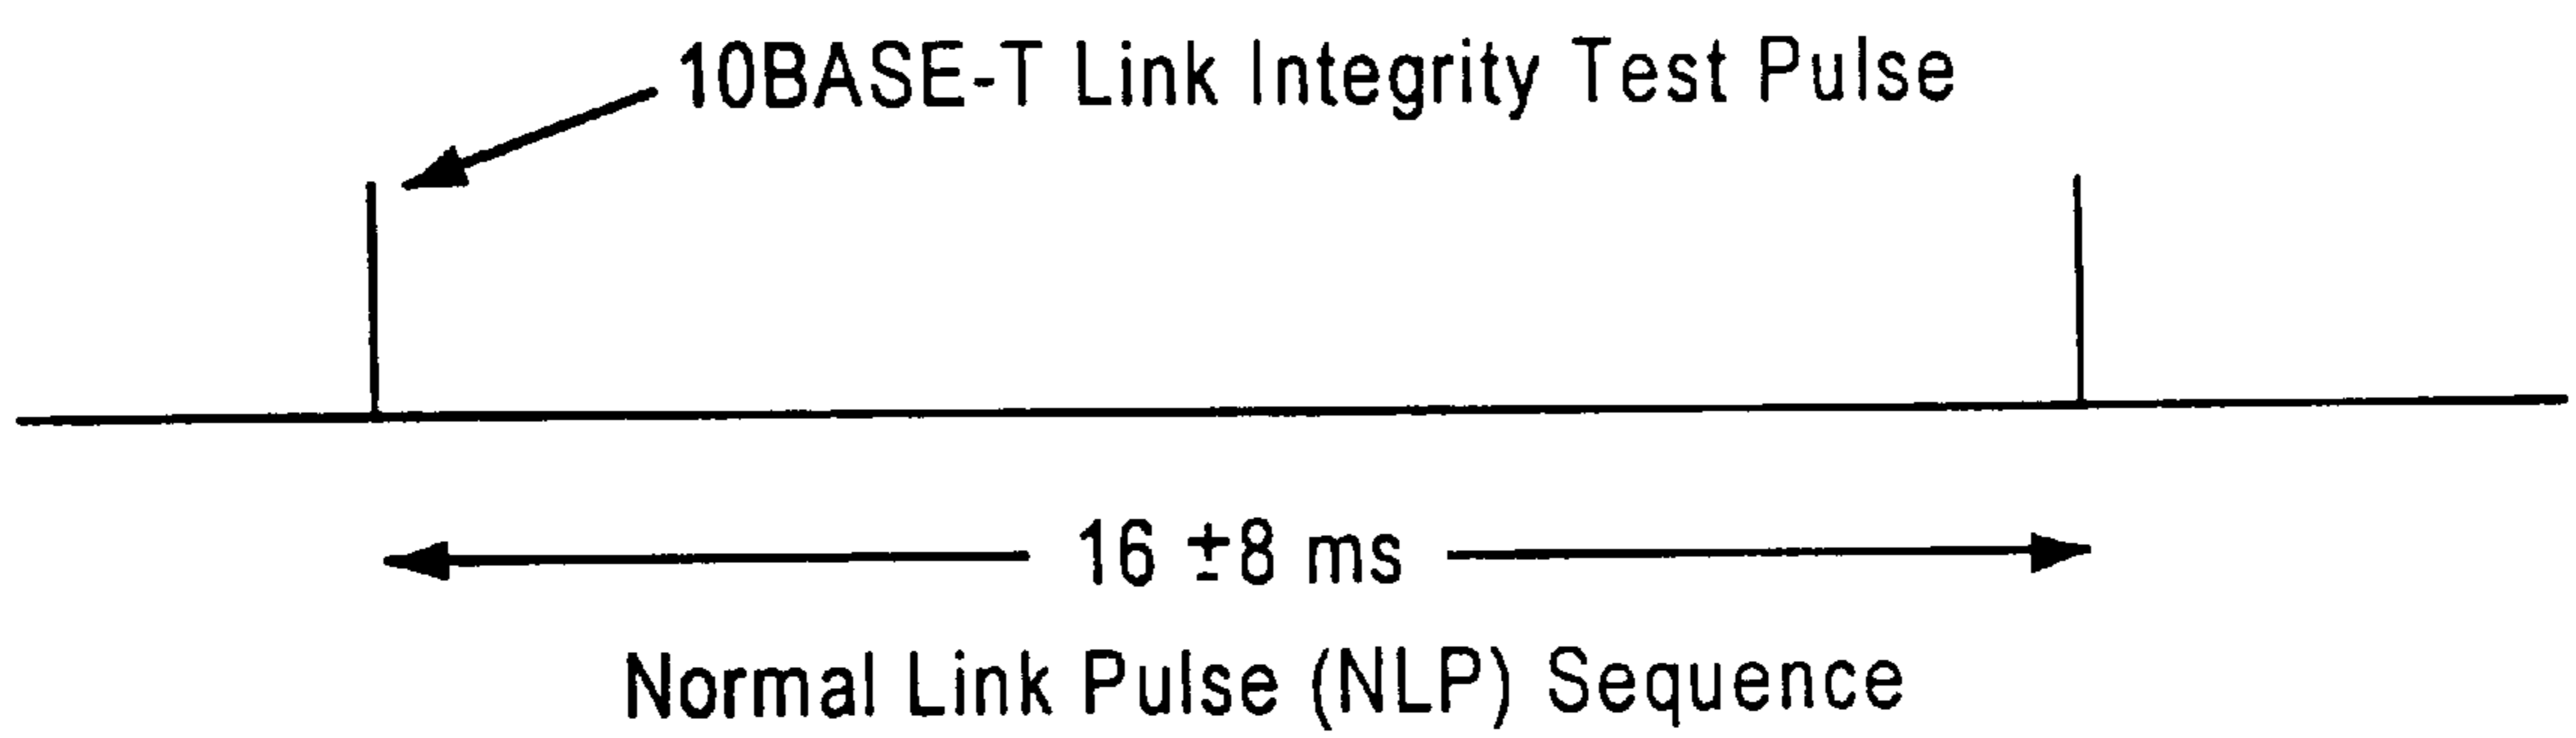 10BASE-T Link Integrity Test Pulse
16 ±8 ms
Normal Link Pulse (NLP) Sequence